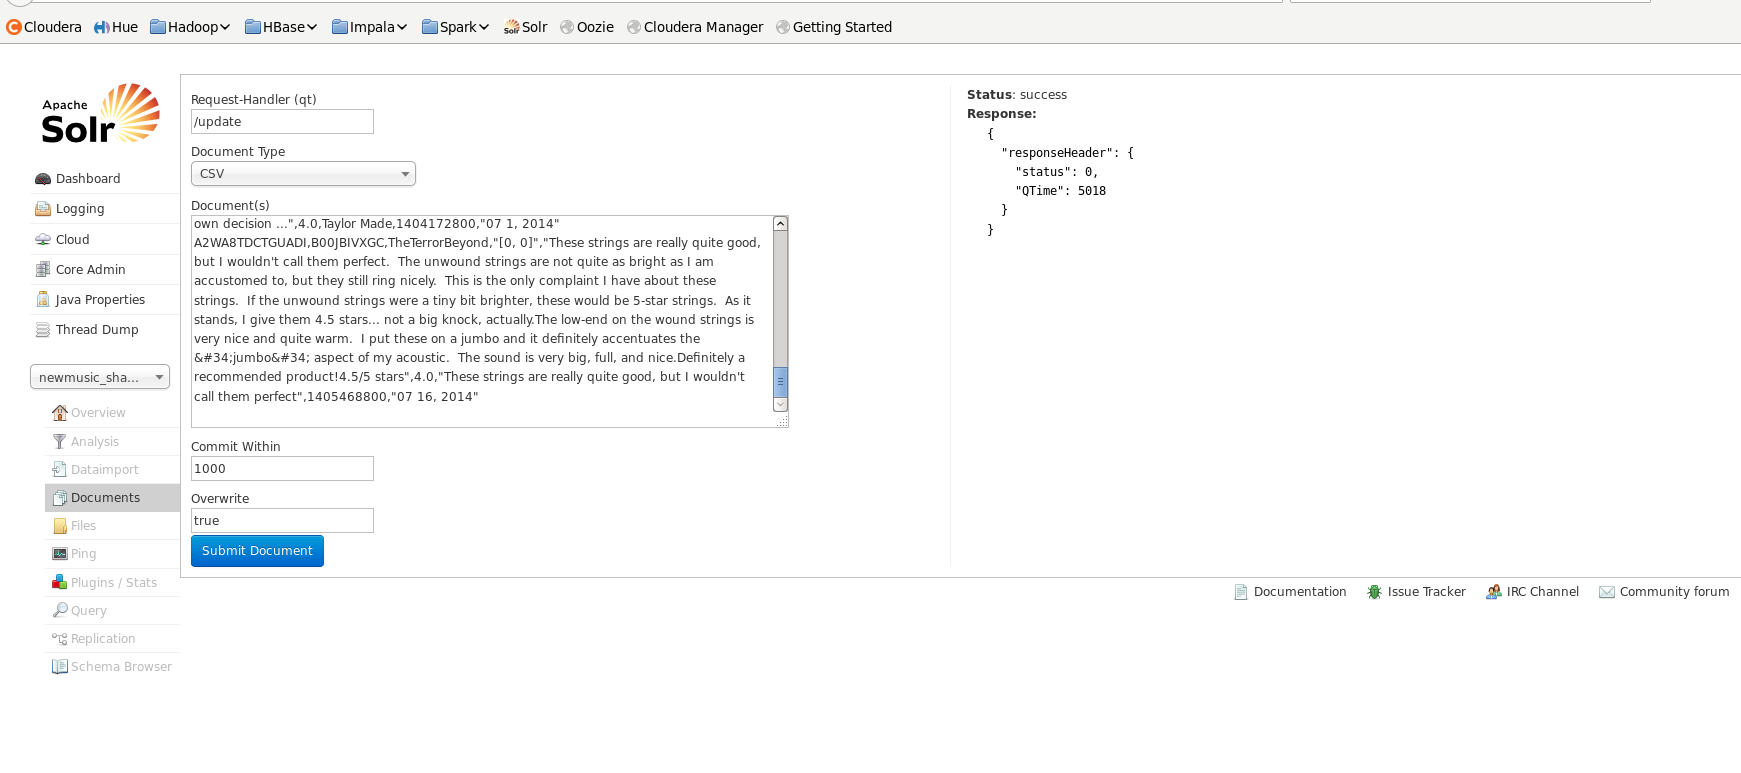 Cloudera Hue Hadoop HBase Impala Spark Solr Oozie Cloudera Manager Getting Started
Apache
Solr
Dashboard
Logging
Cloud
Core Admin
Java Properties
Thread Dump
newmusic_sha...
Overview
Analysis
Dataimport
Documents
Files
Ping
Plugins / Stats
Query
Replication
Schema Browser
Request-Handler (qt)
/update
Document Type
CSV
Document(s)
own decision ...",4.0,Taylor Made,1404172800,"07 1, 2014"
A2WA8TDCTGUADI,B00JBIVXGC,TheTerrorBeyond,"[0, 0]","These strings are really quite good,
but I wouldn't call them perfect.  The unwound strings are not quite as bright as I am
accustomed to, but they still ring nicely.  This is the only complaint I have about these
strings.  If the unwound strings were a tiny bit brighter, these would be 5-star strings.  As it
stands, I give them 4.5 stars... not a big knock, actually.The low-end on the wound strings is
very nice and quite warm.  I put these on a jumbo and it definitely accentuates the
&#34;jumbo&#34; aspect of my acoustic.  The sound is very big, full, and nice.Definitely a
recommended product!4.5/5 stars",4.0,"These strings are really quite good, but I wouldn't
call them perfect",1405468800,"07 16, 2014"
Commit Within
1000
Overwrite
true
Submit Document
Status: success
Response:
{
"responseHeader": {
"status": 0,
"QTime": 5018
}
}
Documentation Issue Tracker IRC Channel Community forum